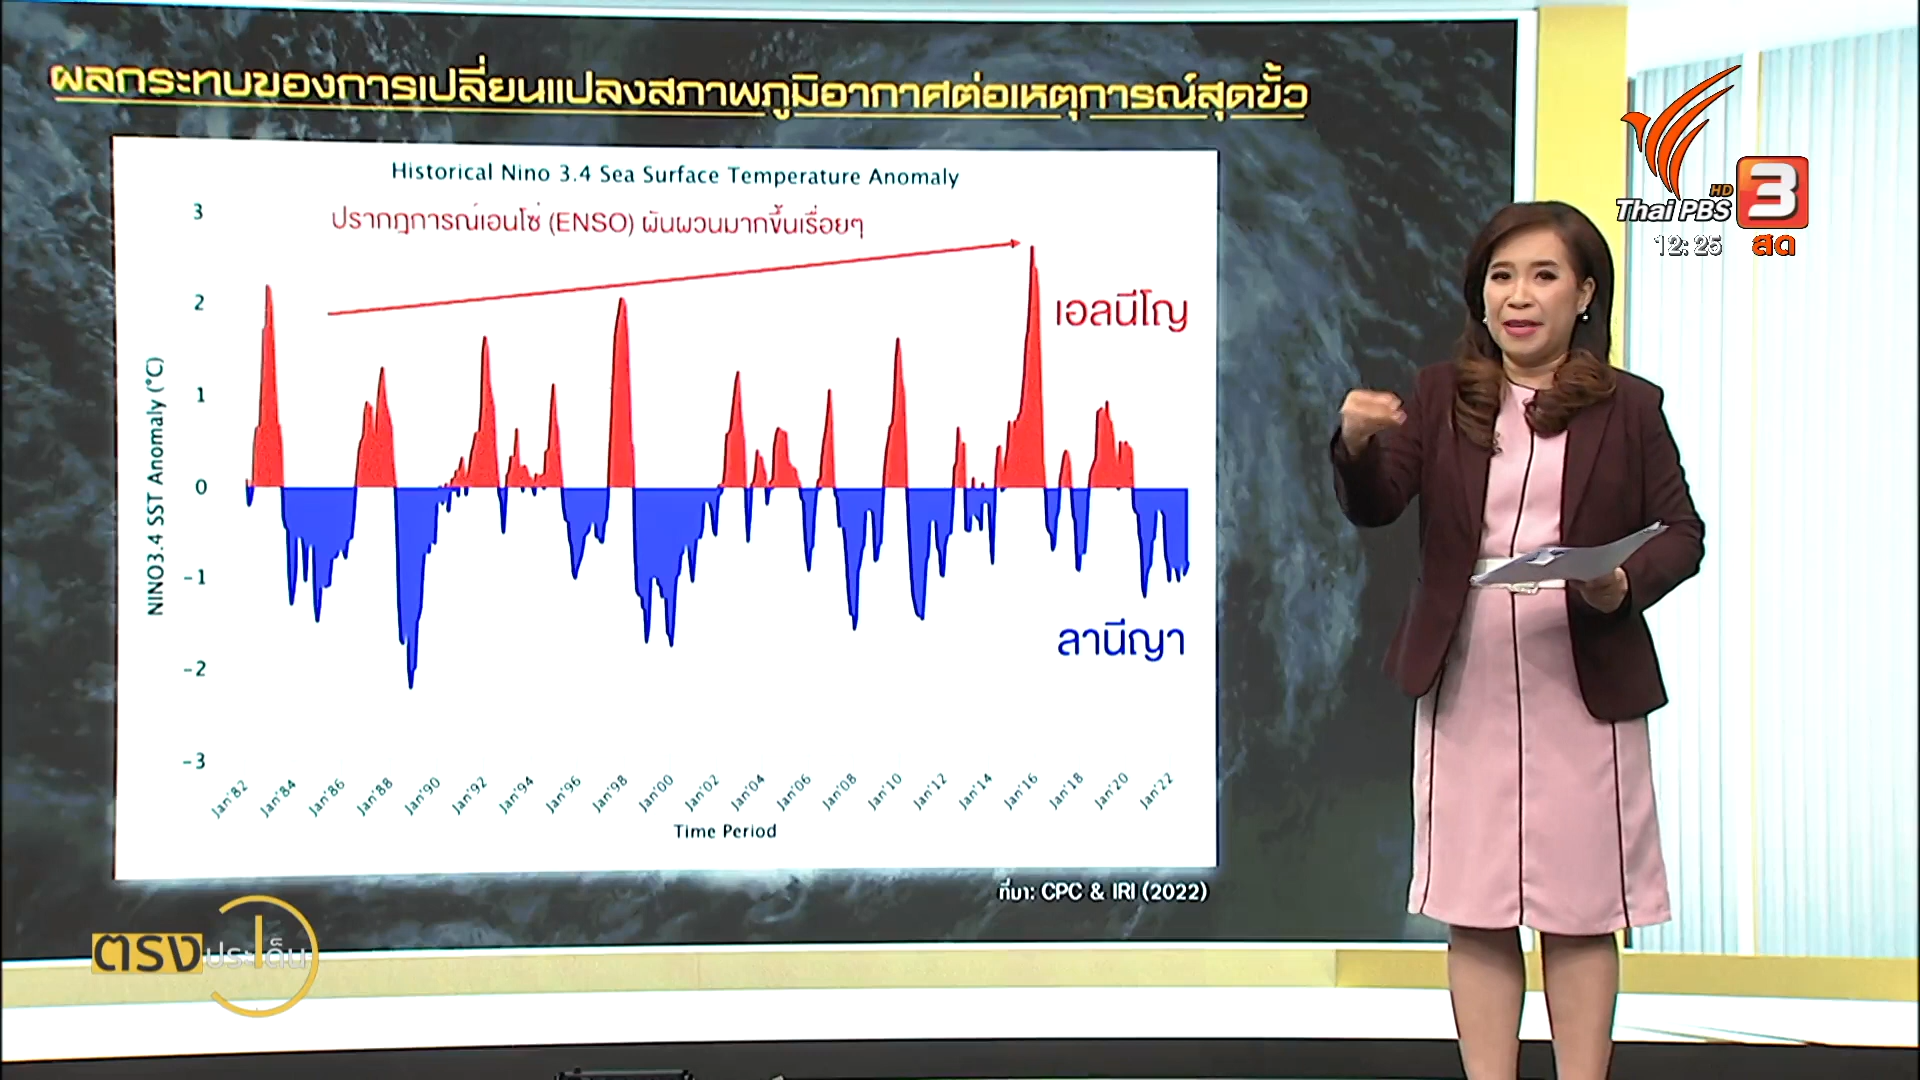 ผลกระทบของการเปลี่ยนแปลงสภาพภูมิอากาศต่อเหตุการณ์สุดขั้ว
Historical Nino 3.4 Sea Surface Temperature Anomaly
ปรากฏการณ์เอนโซ่ (ENSO) ผันผวนมากขึ้นเรื่อยๆ
เอลนีโญ
ลานีญา
NINO3.4 SST Anomaly (°C)
3
2
1
0
-1
-2
-3
Jan'82
Jan'84
Jan'86
Jan'88
Jan'90
Jan'92
Jan'94
Jan'96
Jan'98
Jan'00
Jan'02
Jan'04
Jan'06
Jan'08
Jan'10
Jan'12
Jan'14
Jan'16
Jan'18
Jan'20
Jan'22
Time Period
ที่มา: CPC & IRI (2022)
ตรงประเด็น
Thai PBS HD 3
12:25 สด